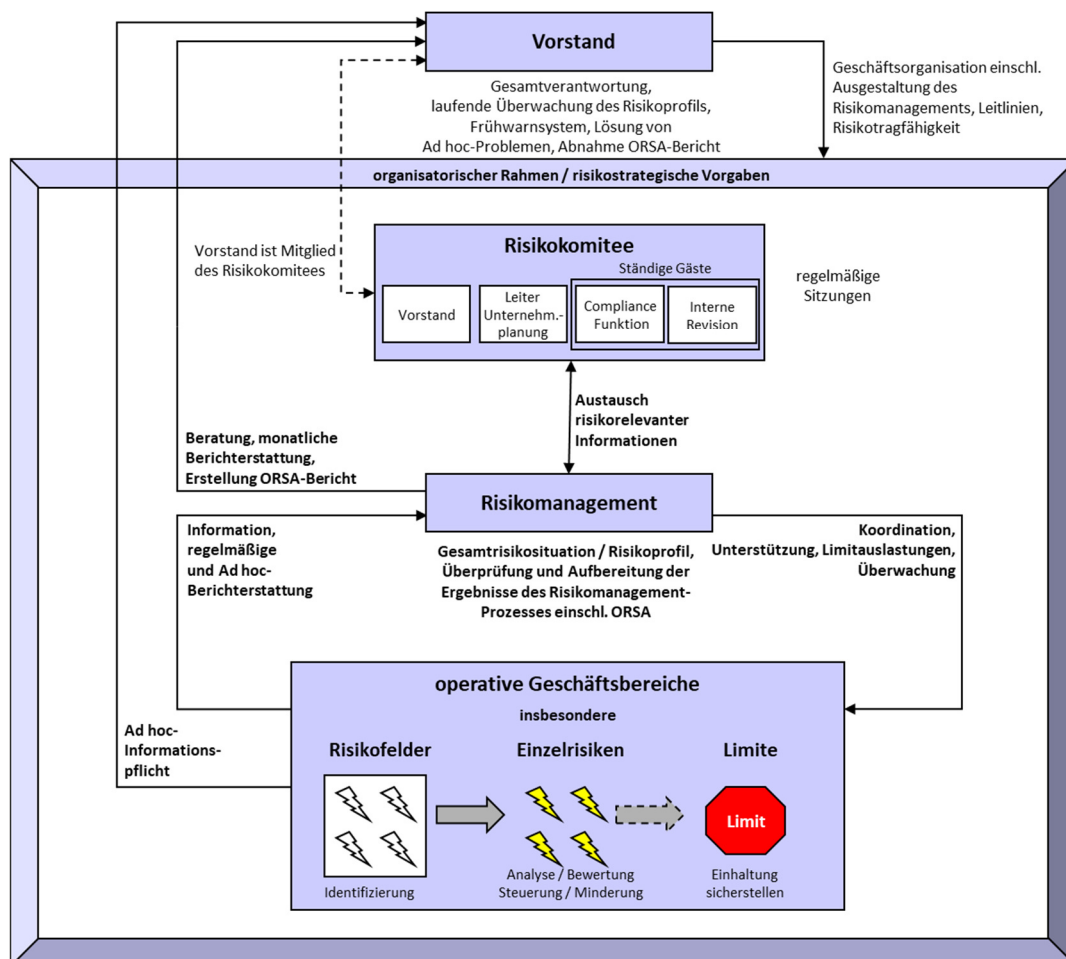 Vorstand
Gesamtverantwortung,
laufende Überwachung des Risikoprofils,
Frühwarnsystem, Lösung von
Ad hoc-Problemen, Abnahme ORSA-Bericht
Geschäftsorganisation einschl.
Ausgestaltung des
Risikomanagements, Leitlinien,
Risikotragfähigkeit
organisatorischer Rahmen / risikostrategische Vorgaben
Vorstand ist Mitglied
des Risikokomitees
Risikokomitee
Ständige Gäste
Vorstand
Leiter
Unternehm.-
planung
Compliance
Funktion
Interne
Revision
regelmäßige
Sitzungen
Austausch
risikorelevanter
Informationen
Beratung, monatliche
Berichterstattung,
Erstellung ORSA-Bericht
Risikomanagement
Information,
regelmäßige
und Ad hoc-
Berichterstattung
Gesamtrisikosituation / Risikoprofil,
Überprüfung und Aufbereitung der
Ergebnisse des Risikomanagement-
Prozesses einschl. ORSA
Koordination,
Unterstützung, Limitauslastungen,
Überwachung
operative Geschäftsbereiche
insbesondere
Ad hoc-
Informations-
pflicht
Risikofelder
Identifizierung
Einzelrisiken
Analyse / Bewertung
Steuerung / Minderung
Limite
Limit
Einhaltung
sicherstellen